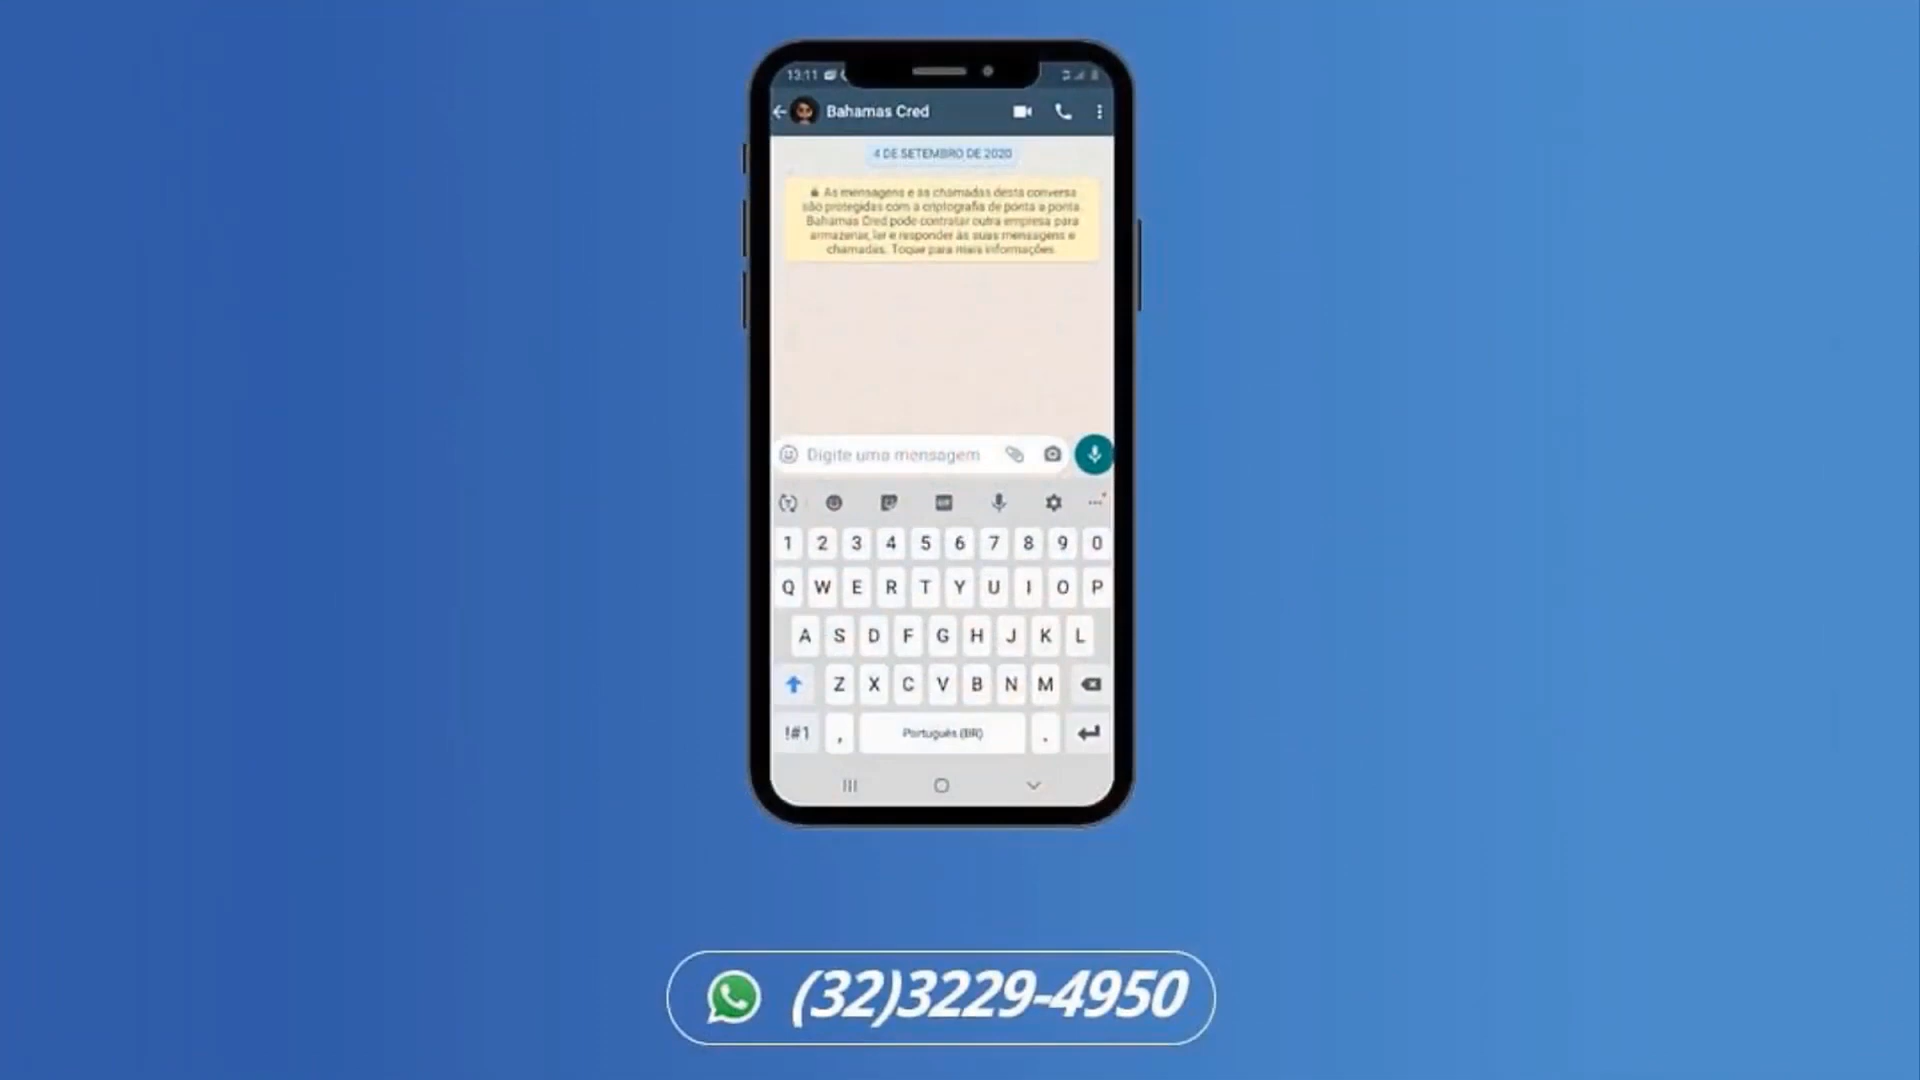 13:11
Bahamas Cred
4 DE SETEMBRO DE 2020
As mensagens e as chamadas desta conversa
são protegidas com a criptografia de ponta a ponta.
Bahamas Cred pode contratar outra empresa para
armazenar, ler e responder às suas mensagens e
chamadas. Toque para mais informações.
Digite uma mensagem
GIF
1 2 3 4 5 6 7 8 9 0
Q W E R T Y U I O P
A S D F G H J K L
Z X C V B N M
!#1 , Português (BR) .
(32)3229-4950